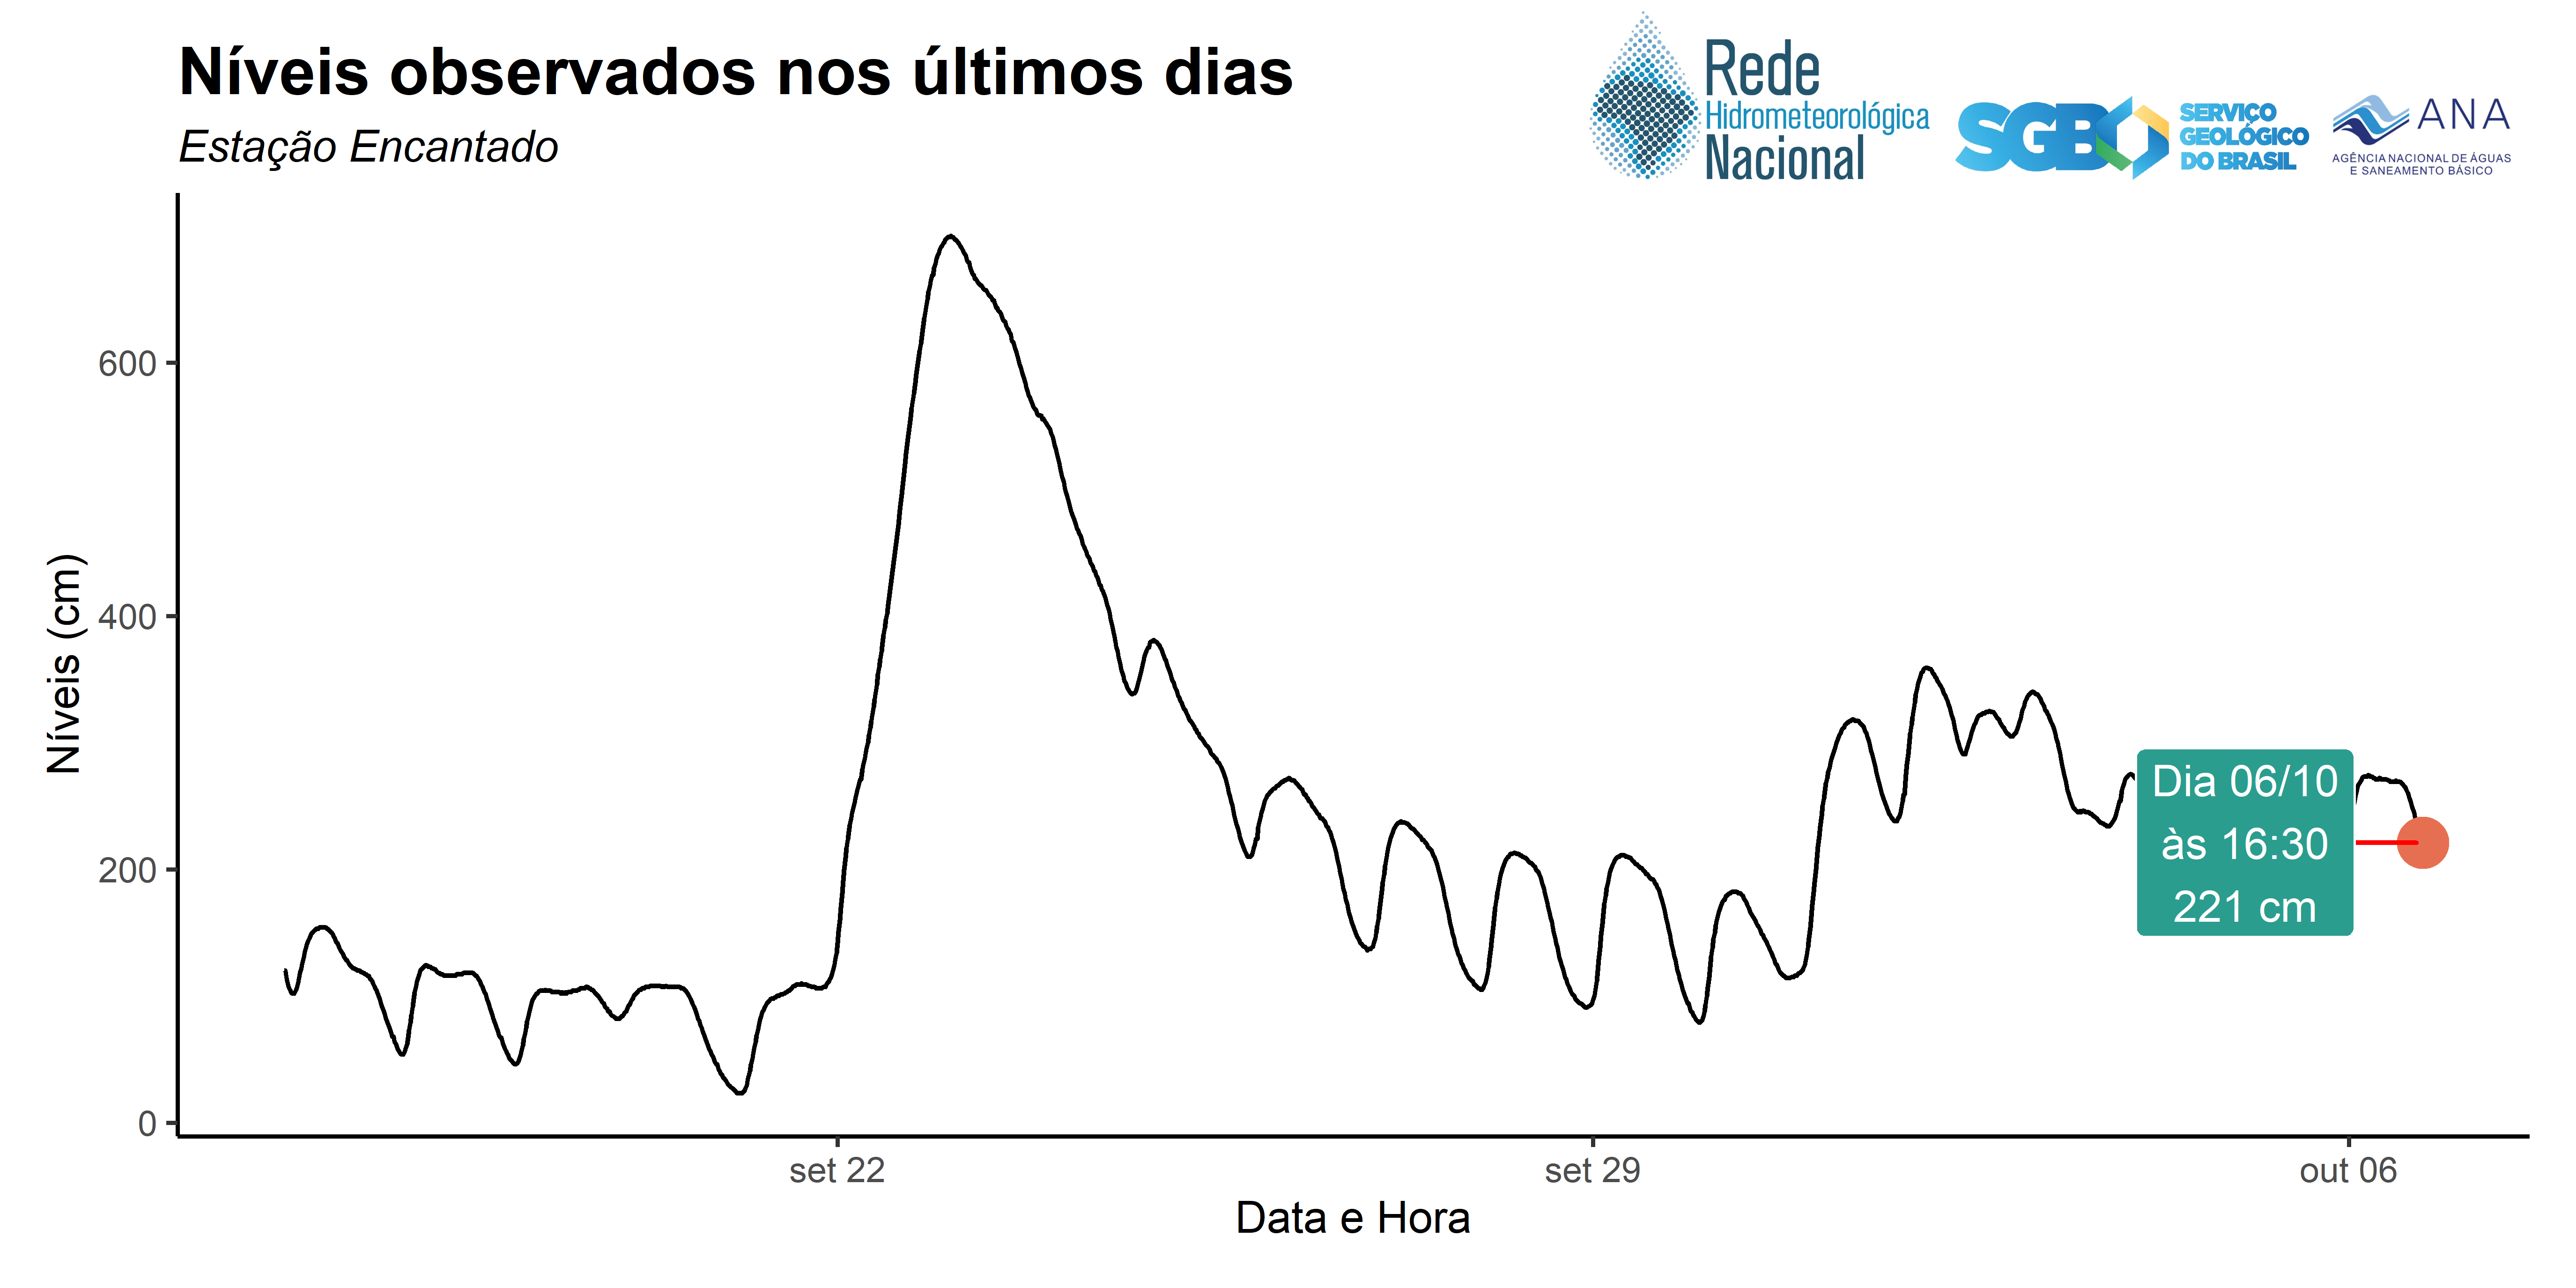 Níveis observados nos últimos dias
Estação Encantado
Rede
Hidrometeorológica
Nacional
SGB
SERVIÇO
GEOLÓGICO
DO BRASIL
ANA
AGÊNCIA NACIONAL DE ÁGUAS
E SANEAMENTO BÁSICO
Níveis (cm)
600
400
200
0
Dia 06/10
às 16:30
221 cm
set 22
set 29
out 06
Data e Hora